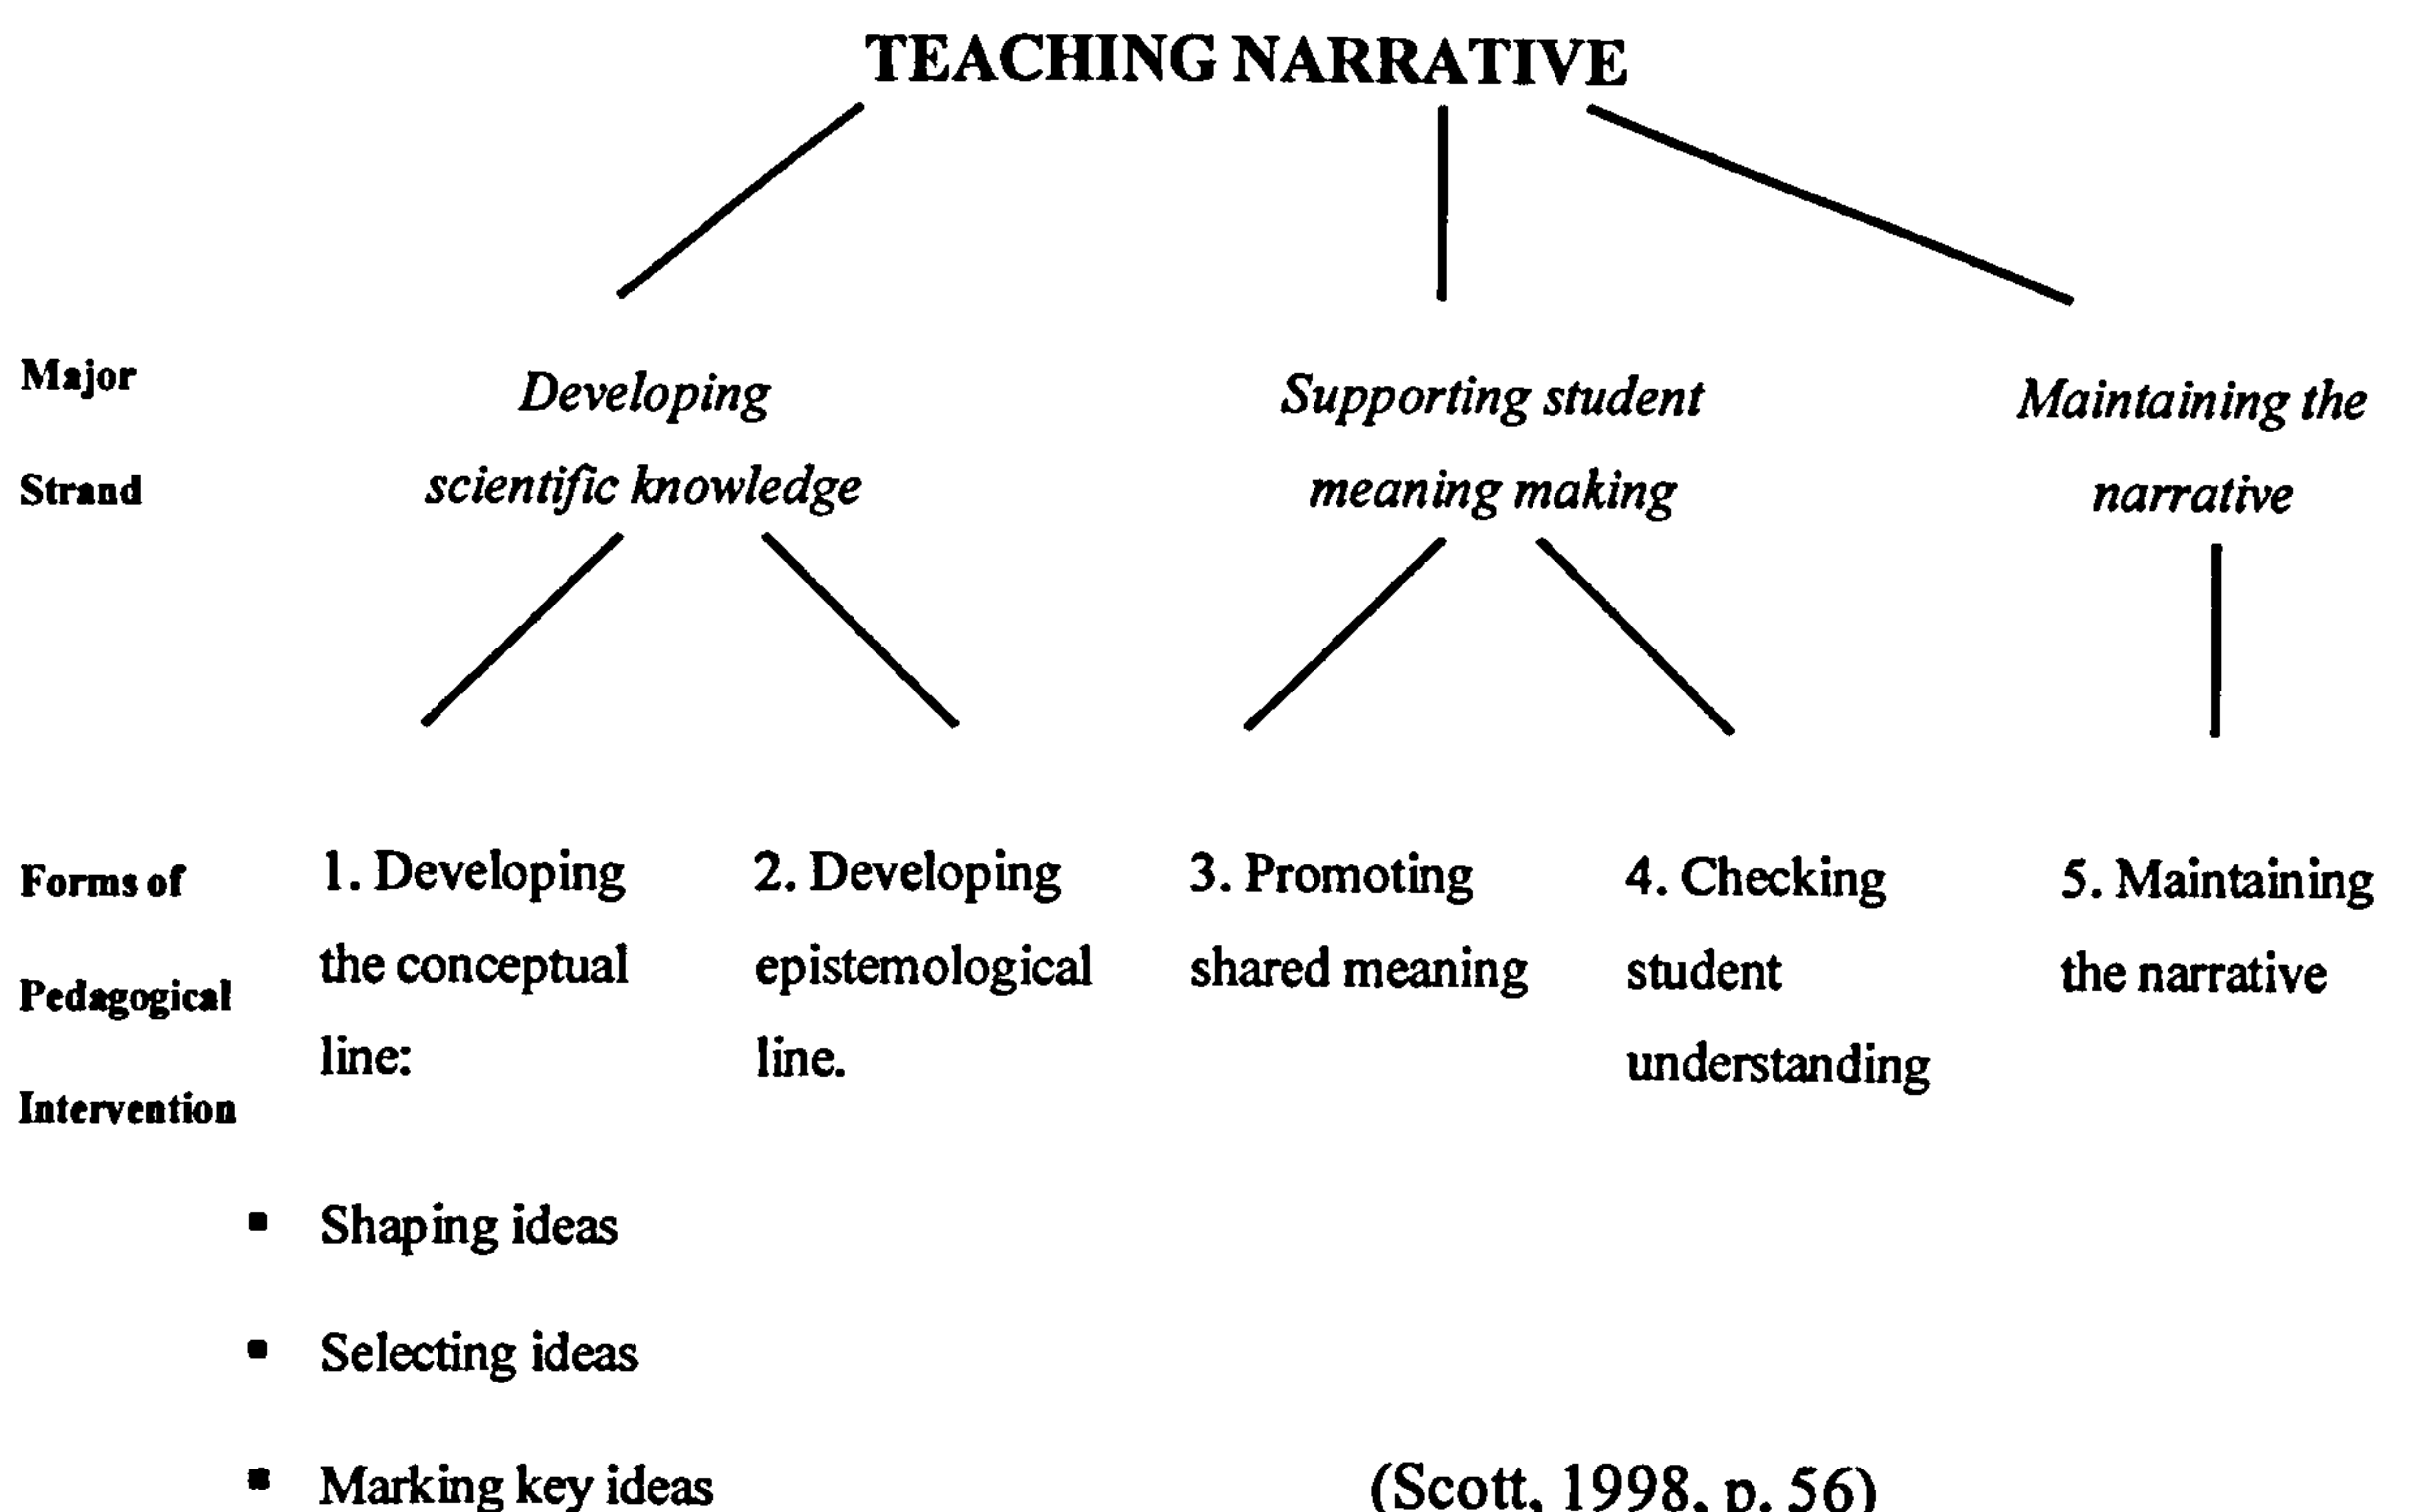 TEACHING NARRATIVE
Major
Strand
Developing
scientific knowledge
Supporting student
meaning making
Maintaining the
narrative
Forms of
Pedagogical
Intervention
1. Developing
the conceptual
line:
2. Developing
epistemological
line.
3. Promoting
shared meaning
4. Checking
student
understanding
5. Maintaining
the narrative
▪ Shaping ideas
▪ Selecting ideas
▪ Marking key ideas
(Scott, 1998, p. 56)